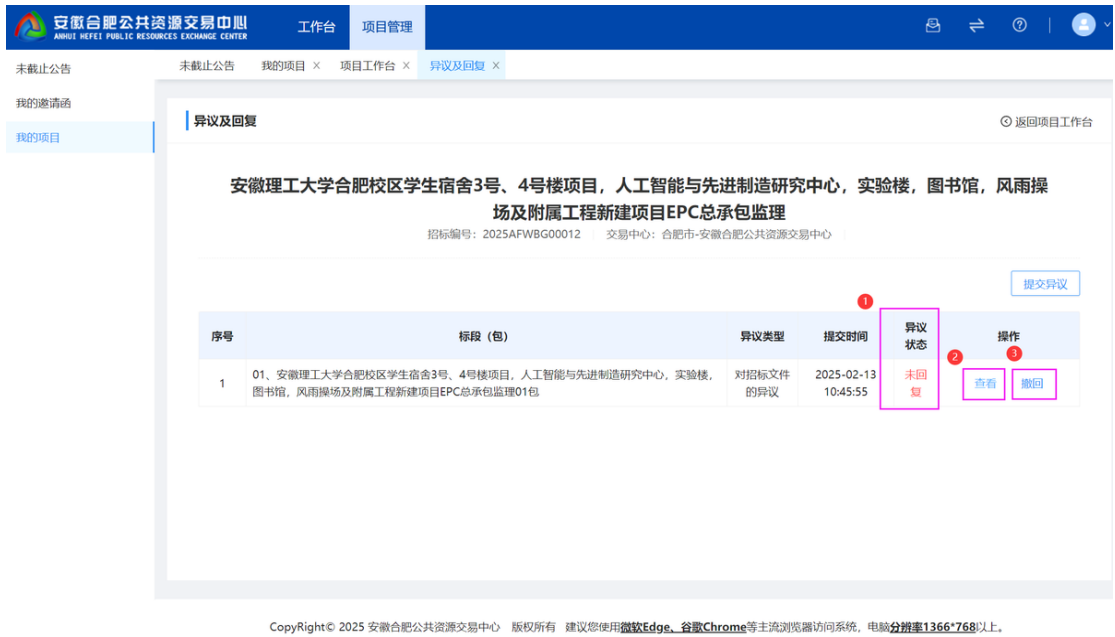 安徽合肥公共资源交易中心
ANHUI HEFEI PUBLIC RESOURCES EXCHANGE CENTER
工作台 项目管理
未截止公告
我的邀请函
我的项目
未截止公告 我的项目 × 项目工作台 × 异议及回复 ×
异议及回复
返回项目工作台
安徽理工大学合肥校区学生宿舍3号、4号楼项目，人工智能与先进制造研究中心，实验楼，图书馆，风雨操
场及附属工程新建项目EPC总承包监理
招标编号：2025AFWBG00012 交易中心：合肥市-安徽合肥公共资源交易中心
提交异议
1
序号 标段（包） 异议类型 提交时间 异议
状态 操作
2 3
1 01、安徽理工大学合肥校区学生宿舍3号、4号楼项目，人工智能与先进制造研究中心，实验楼，
图书馆，风雨操场及附属工程新建项目EPC总承包监理01包
对招标文件
的异议
2025-02-13
10:45:55
未回
复
查看 撤回
CopyRight© 2025 安徽合肥公共资源交易中心 版权所有 建议您使用微软Edge、谷歌Chrome等主流浏览器访问系统，电脑分辨率1366*768以上。